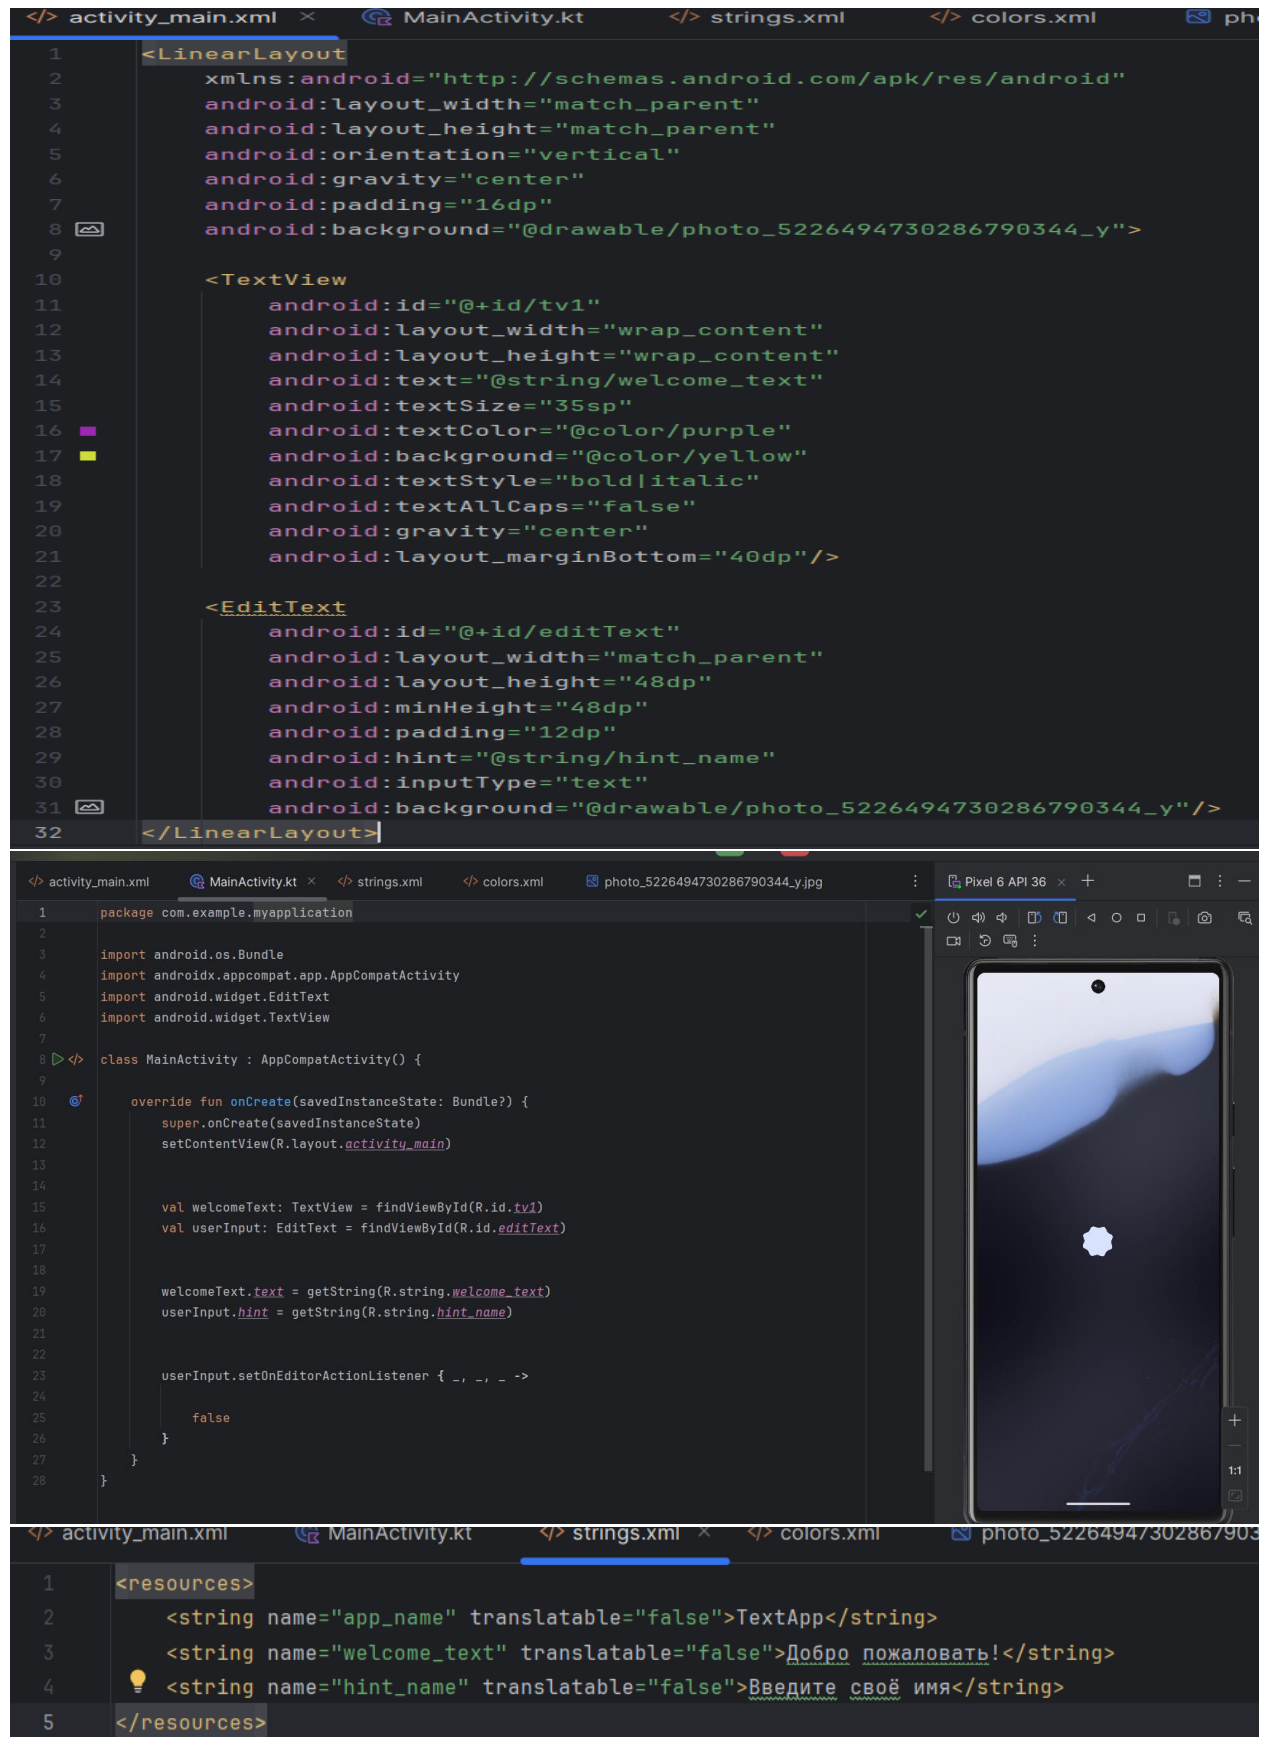 activity_main.xml × MainActivity.kt strings.xml colors.xml ph
1 <LinearLayout
2 xmlns:android="http://schemas.android.com/apk/res/android"
3 android:layout_width="match_parent"
4 android:layout_height="match_parent"
5 android:orientation="vertical"
6 android:gravity="center"
7 android:padding="16dp"
8 android:background="@drawable/photo_5226494730286790344_y">
9
10 <TextView
11 android:id="@+id/tv1"
12 android:layout_width="wrap_content"
13 android:layout_height="wrap_content"
14 android:text="@string/welcome_text"
15 android:textSize="35sp"
16 android:textColor="@color/purple"
17 android:background="@color/yellow"
18 android:textStyle="bold|italic"
19 android:textAllCaps="false"
20 android:gravity="center"
21 android:layout_marginBottom="40dp"/>
22
23 <EditText
24 android:id="@+id/editText"
25 android:layout_width="match_parent"
26 android:layout_height="48dp"
27 android:minHeight="48dp"
28 android:padding="12dp"
29 android:hint="@string/hint_name"
30 android:inputType="text"
31 android:background="@drawable/photo_5226494730286790344_y"/>
32 </LinearLayout>
activity_main.xml MainActivity.kt × strings.xml colors.xml photo_5226494730286790344_y.jpg Pixel 6 API 36 × +
1 package com.example.myapplication
2
3 import android.os.Bundle
4 import androidx.appcompat.app.AppCompatActivity
5 import android.widget.EditText
6 import android.widget.TextView
7
8 class MainActivity : AppCompatActivity() {
9
10 override fun onCreate(savedInstanceState: Bundle?) {
11 super.onCreate(savedInstanceState)
12 setContentView(R.layout.activity_main)
13
14
15 val welcomeText: TextView = findViewById(R.id.tv1)
16 val userInput: EditText = findViewById(R.id.editText)
17
18
19 welcomeText.text = getString(R.string.welcome_text)
20 userInput.hint = getString(R.string.hint_name)
21
22
23 userInput.setOnEditorActionListener { _, _, _ ->
24
25 false
26 }
27 }
28 }
1:1
activity_main.xml MainActivity.kt strings.xml × colors.xml photo_52264947302867903
1 <resources>
2 <string name="app_name" translatable="false">TextApp</string>
3 <string name="welcome_text" translatable="false">Добро пожаловать!</string>
4 <string name="hint_name" translatable="false">Введите своё имя</string>
5 </resources>